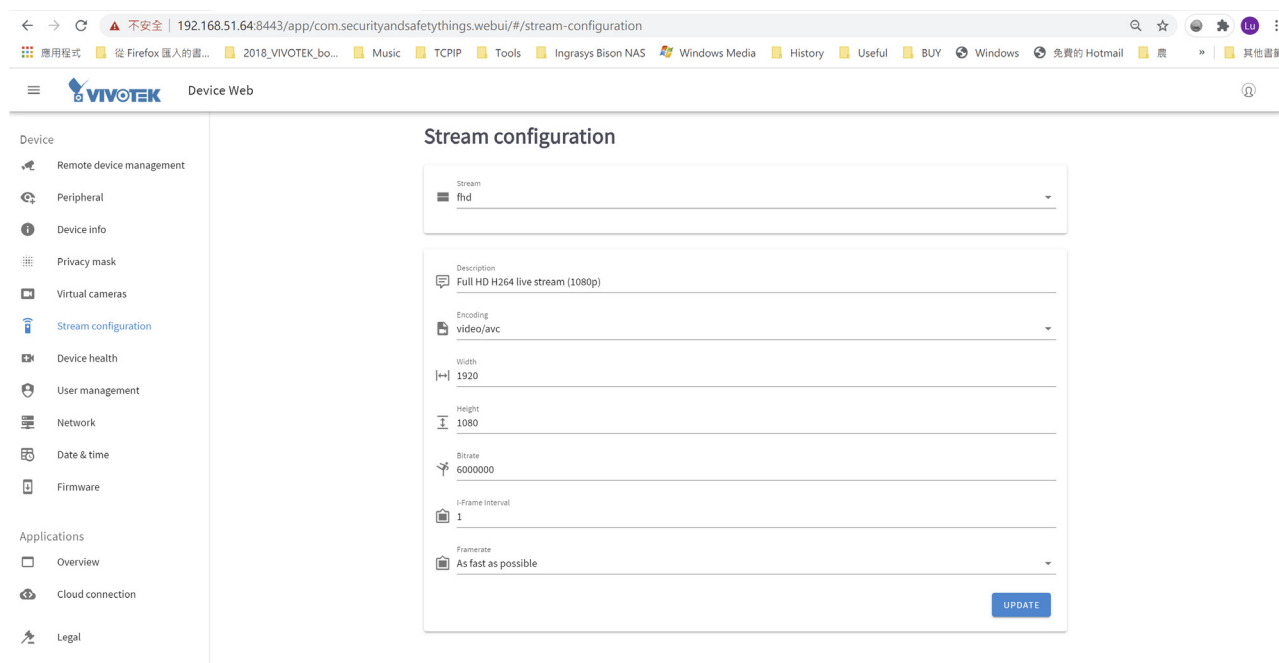 不安全 | 192.168.51.64:8443/app/com.securityandsafetythings.webui/#/stream-configuration
Lu
應用程式 從 Firefox 匯入的書... 2018_VIVOTEK_bo... Music TCPIP Tools Ingrasys Bison NAS Windows Media History Useful BUY Windows 免費的 Hotmail 農 » 其他書
VIVOTEK Device Web
Device
Remote device management
Peripheral
Device info
Privacy mask
Virtual cameras
Stream configuration
Device health
User management
Network
Date & time
Firmware
Applications
Overview
Cloud connection
Legal
Stream configuration
Stream
fhd
Description
Full HD H264 live stream (1080p)
Encoding
video/avc
Width
1920
Height
1080
Bitrate
6000000
I-Frame Interval
1
Framerate
As fast as possible
UPDATE